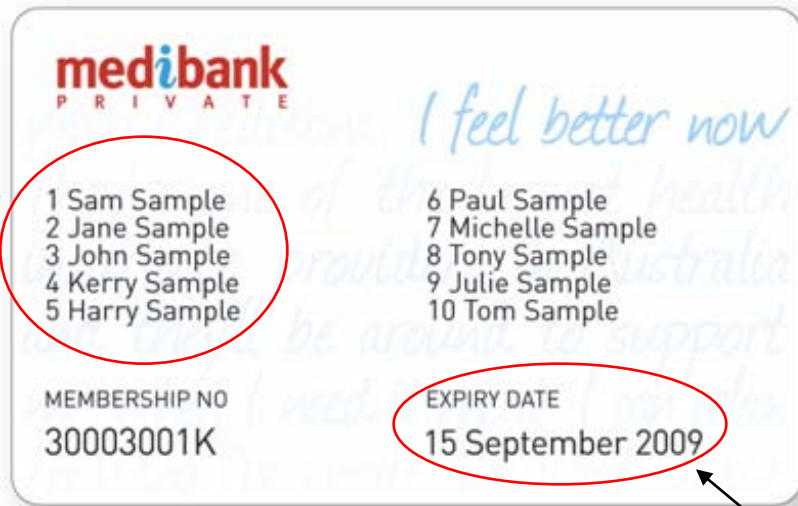 medibank
PRIVATE
I feel better now
1 Sam Sample
2 Jane Sample
3 John Sample
4 Kerry Sample
5 Harry Sample
6 Paul Sample
7 Michelle Sample
8 Tony Sample
9 Julie Sample
10 Tom Sample
MEMBERSHIP NO
30003001K
EXPIRY DATE
15 September 2009